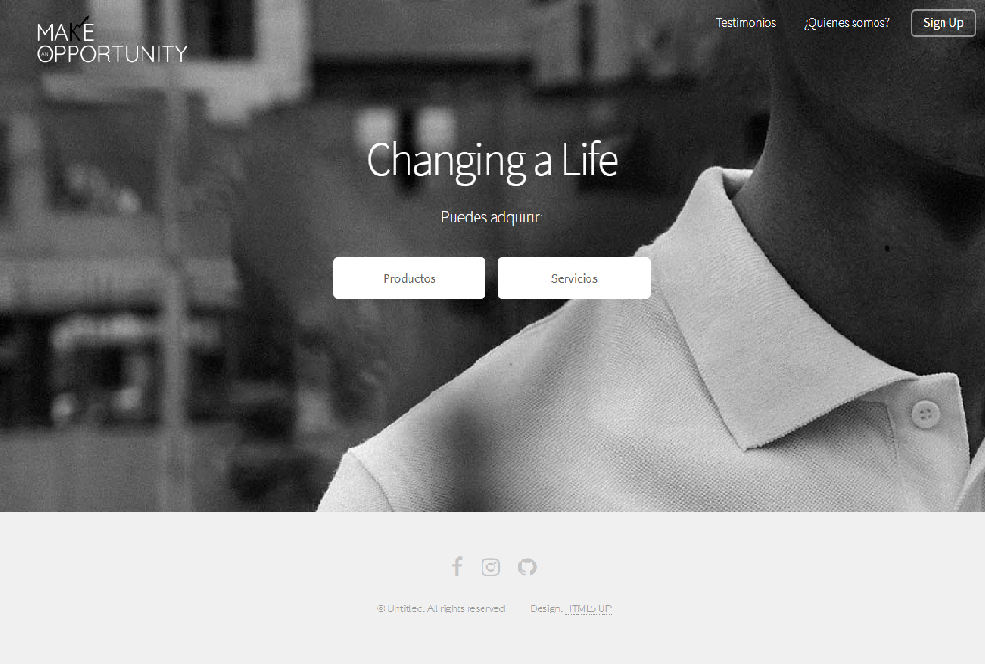 MAKE
AN
OPPORTUNITY
Testimonios
¿Quienes somos?
Sign Up
Changing a Life
Puedes adquirir
Productos
Servicios
© Untitled. All rights reserved
Design: HTML5 UP